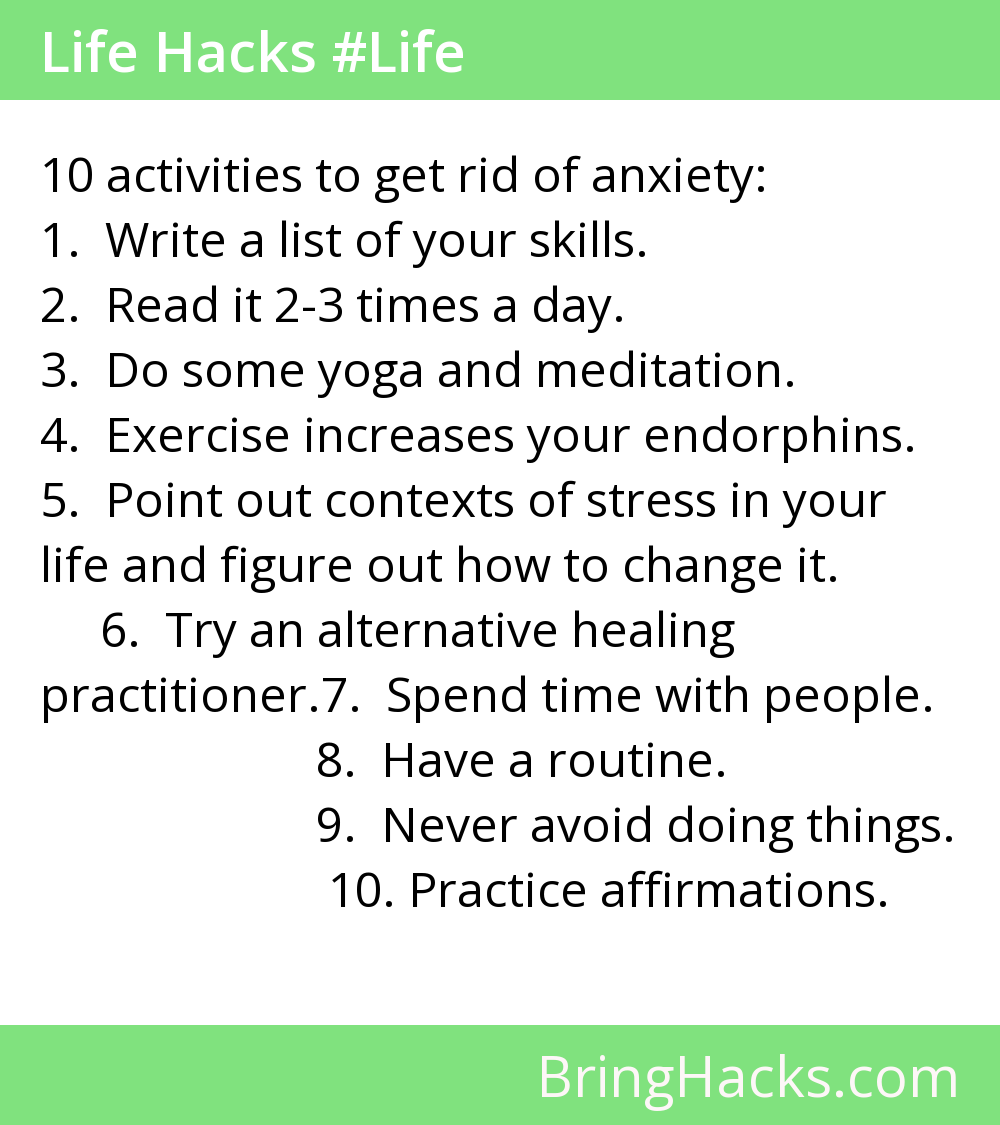 Life Hacks #Life
10 activities to get rid of anxiety:
1. Write a list of your skills.
2. Read it 2-3 times a day.
3. Do some yoga and meditation.
4. Exercise increases your endorphins.
5. Point out contexts of stress in your
life and figure out how to change it.
6. Try an alternative healing
practitioner.7. Spend time with people.
8. Have a routine.
9. Never avoid doing things.
10. Practice affirmations.
BringHacks.com